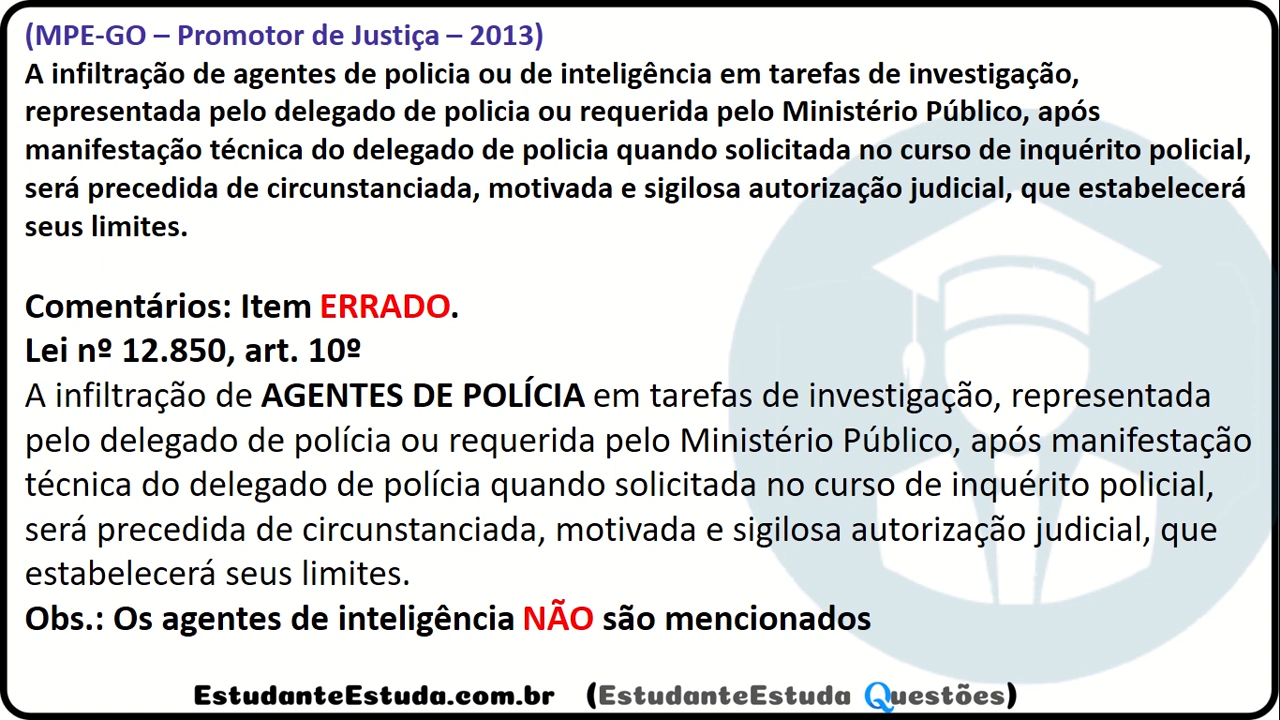 (MPE-GO – Promotor de Justiça – 2013)
A infiltração de agentes de policia ou de inteligência em tarefas de investigação,
representada pelo delegado de policia ou requerida pelo Ministério Público, após
manifestação técnica do delegado de policia quando solicitada no curso de inquérito policial,
será precedida de circunstanciada, motivada e sigilosa autorização judicial, que estabelecerá
seus limites.
Comentários: Item ERRADO.
Lei nº 12.850, art. 10º
A infiltração de AGENTES DE POLÍCIA em tarefas de investigação, representada
pelo delegado de polícia ou requerida pelo Ministério Público, após manifestação
técnica do delegado de polícia quando solicitada no curso de inquérito policial,
será precedida de circunstanciada, motivada e sigilosa autorização judicial, que
estabelecerá seus limites.
Obs.: Os agentes de inteligência NÃO são mencionados
EstudanteEstuda.com.br (EstudanteEstuda Questões)